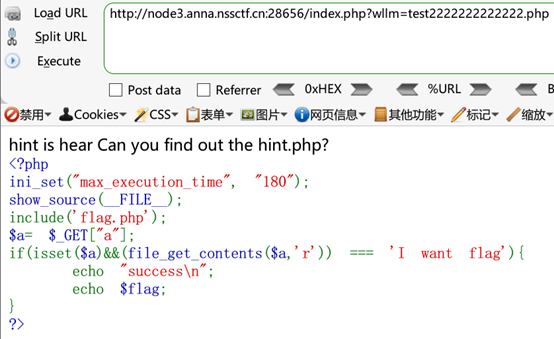 Load URL
http://node3.anna.nssctf.cn:28656/index.php?wllm=test2222222222222.php
Split URL
Execute
Post data Referrer 0xHEX %URL B
禁用 Cookies CSS 表单 图片 网页信息 其他功能 标记 缩放
hint is hear Can you find out the hint.php?
<?php
ini_set("max_execution_time", "180");
show_source(__FILE__);
include('flag.php');
$a= $_GET["a"];
if(isset($a)&&(file_get_contents($a,'r')) === 'I want flag'){
echo "success\n";
echo $flag;
}
?>